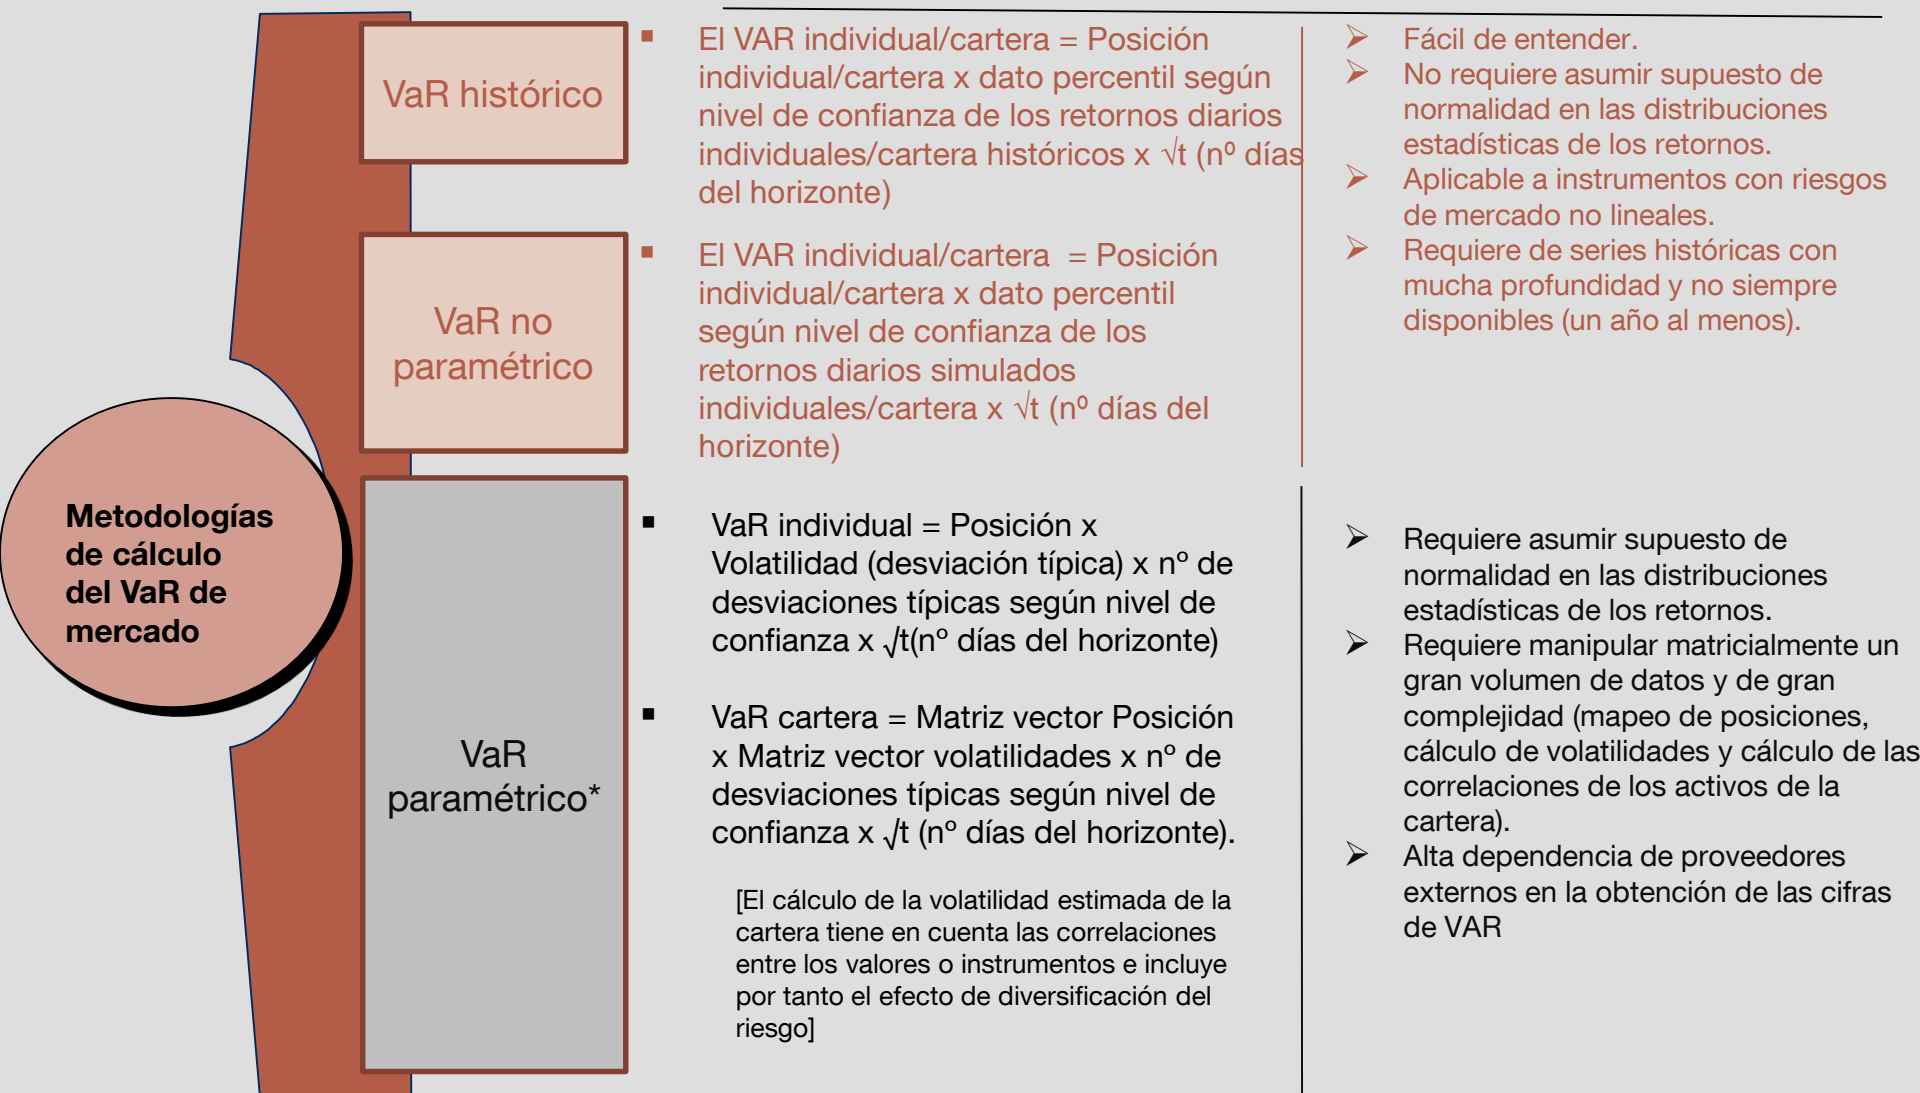 Metodologías
de cálculo
del VaR de
mercado
VaR histórico
▪ El VAR individual/cartera = Posición
individual/cartera x dato percentil según
nivel de confianza de los retornos diarios
individuales/cartera históricos x √t (nº días
del horizonte)
➢ Fácil de entender.
➢ No requiere asumir supuesto de
normalidad en las distribuciones
estadísticas de los retornos.
➢ Aplicable a instrumentos con riesgos
de mercado no lineales.
➢ Requiere de series históricas con
mucha profundidad y no siempre
disponibles (un año al menos).
VaR no
paramétrico
▪ El VAR individual/cartera = Posición
individual/cartera x dato percentil
según nivel de confianza de los
retornos diarios simulados
individuales/cartera x √t (nº días del
horizonte)
VaR
paramétrico*
▪ VaR individual = Posición x
Volatilidad (desviación típica) x nº de
desviaciones típicas según nivel de
confianza x √t(nº días del horizonte)
▪ VaR cartera = Matriz vector Posición
x Matriz vector volatilidades x nº de
desviaciones típicas según nivel de
confianza x √t (nº días del horizonte).
[El cálculo de la volatilidad estimada de la
cartera tiene en cuenta las correlaciones
entre los valores o instrumentos e incluye
por tanto el efecto de diversificación del
riesgo]
➢ Requiere asumir supuesto de
normalidad en las distribuciones
estadísticas de los retornos.
➢ Requiere manipular matricialmente un
gran volumen de datos y de gran
complejidad (mapeo de posiciones,
cálculo de volatilidades y cálculo de las
correlaciones de los activos de la
cartera).
➢ Alta dependencia de proveedores
externos en la obtención de las cifras
de VAR